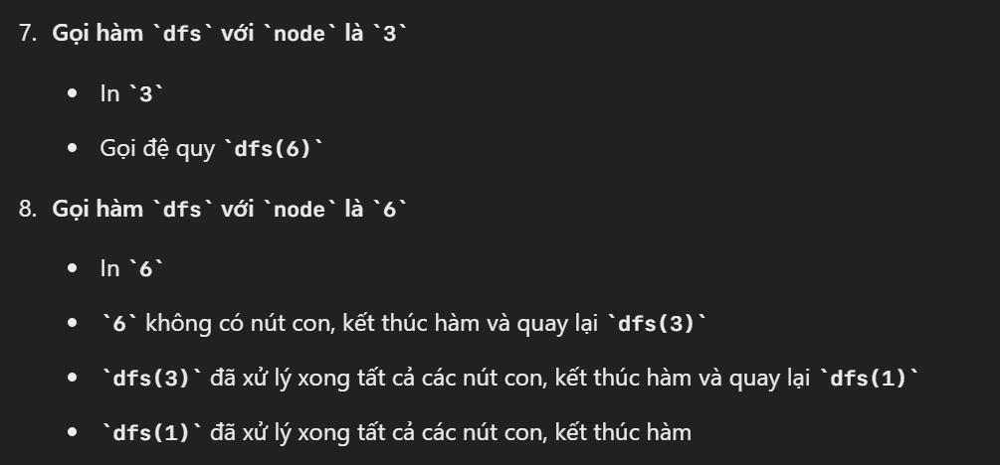 7. Gọi hàm `dfs` với `node` là `3`
• In `3`
• Gọi đệ quy `dfs(6)`
8. Gọi hàm `dfs` với `node` là `6`
• In `6`
• `6` không có nút con, kết thúc hàm và quay lại `dfs(3)`
• `dfs(3)` đã xử lý xong tất cả các nút con, kết thúc hàm và quay lại `dfs(1)`
• `dfs(1)` đã xử lý xong tất cả các nút con, kết thúc hàm